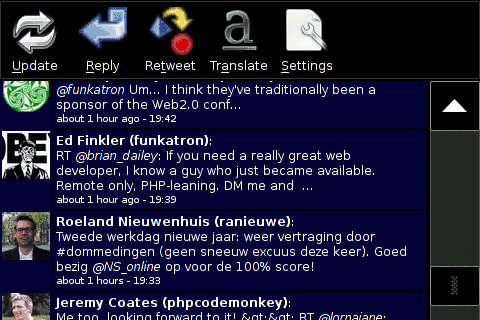 Update Reply Retweet Translate Settings
@funkatron Um... I think they've traditionally been a
sponsor of the Web2.0 conf...
about 1 hour ago - 19:42
Ed Finkler (funkatron):
RT @brian_dailey: If you need a really great web
developer, I know a guy who just became available.
Remote only, PHP-leaning. DM me and ...
about 1 hour ago - 19:39
Roeland Nieuwenhuis (ranieuwe):
Tweede werkdag nieuwe jaar: weer vertraging door
#dommedingen (geen sneeuw excuus deze keer). Goed
bezig @NS_online op voor de 100% score!
about 1 hours - 19:33
Jeremy Coates (phpcodemonkey):
Me too, looking forward to it! &gt;&gt; RT @lornajane: